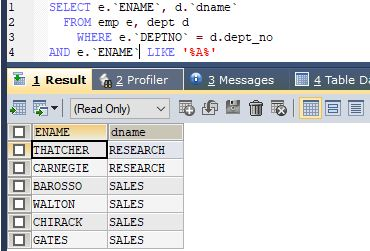 1 SELECT e.`ENAME`, d.`dname`
2 FROM emp e, dept d
3 WHERE e.`DEPTNO` = d.dept_no
4 AND e.`ENAME` LIKE '%A%'
1 Result 2 Profiler 3 Messages 4 Table Da
(Read Only)
ENAME dname
THATCHER RESEARCH
CARNEGIE RESEARCH
BAROSSO SALES
WALTON SALES
CHIRACK SALES
GATES SALES